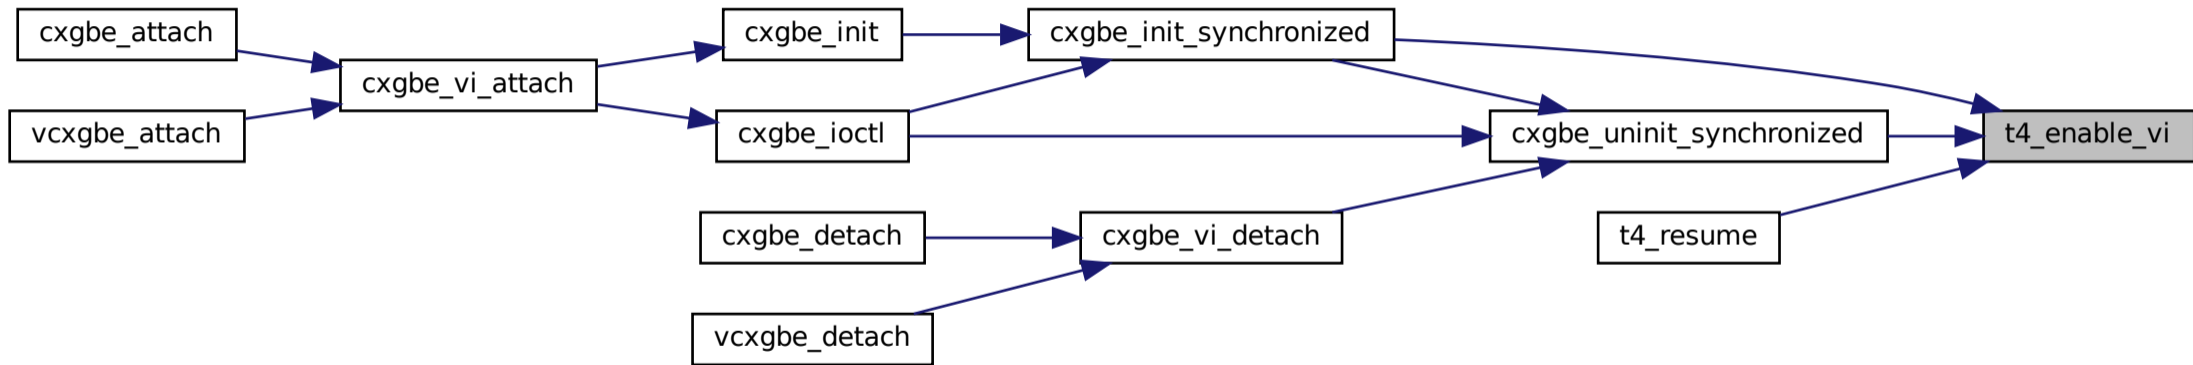 cxgbe_attach
cxgbe_init
cxgbe_init_synchronized
cxgbe_vi_attach
vcxgbe_attach
cxgbe_ioctl
cxgbe_uninit_synchronized
t4_enable_vi
cxgbe_detach
cxgbe_vi_detach
t4_resume
vcxgbe_detach